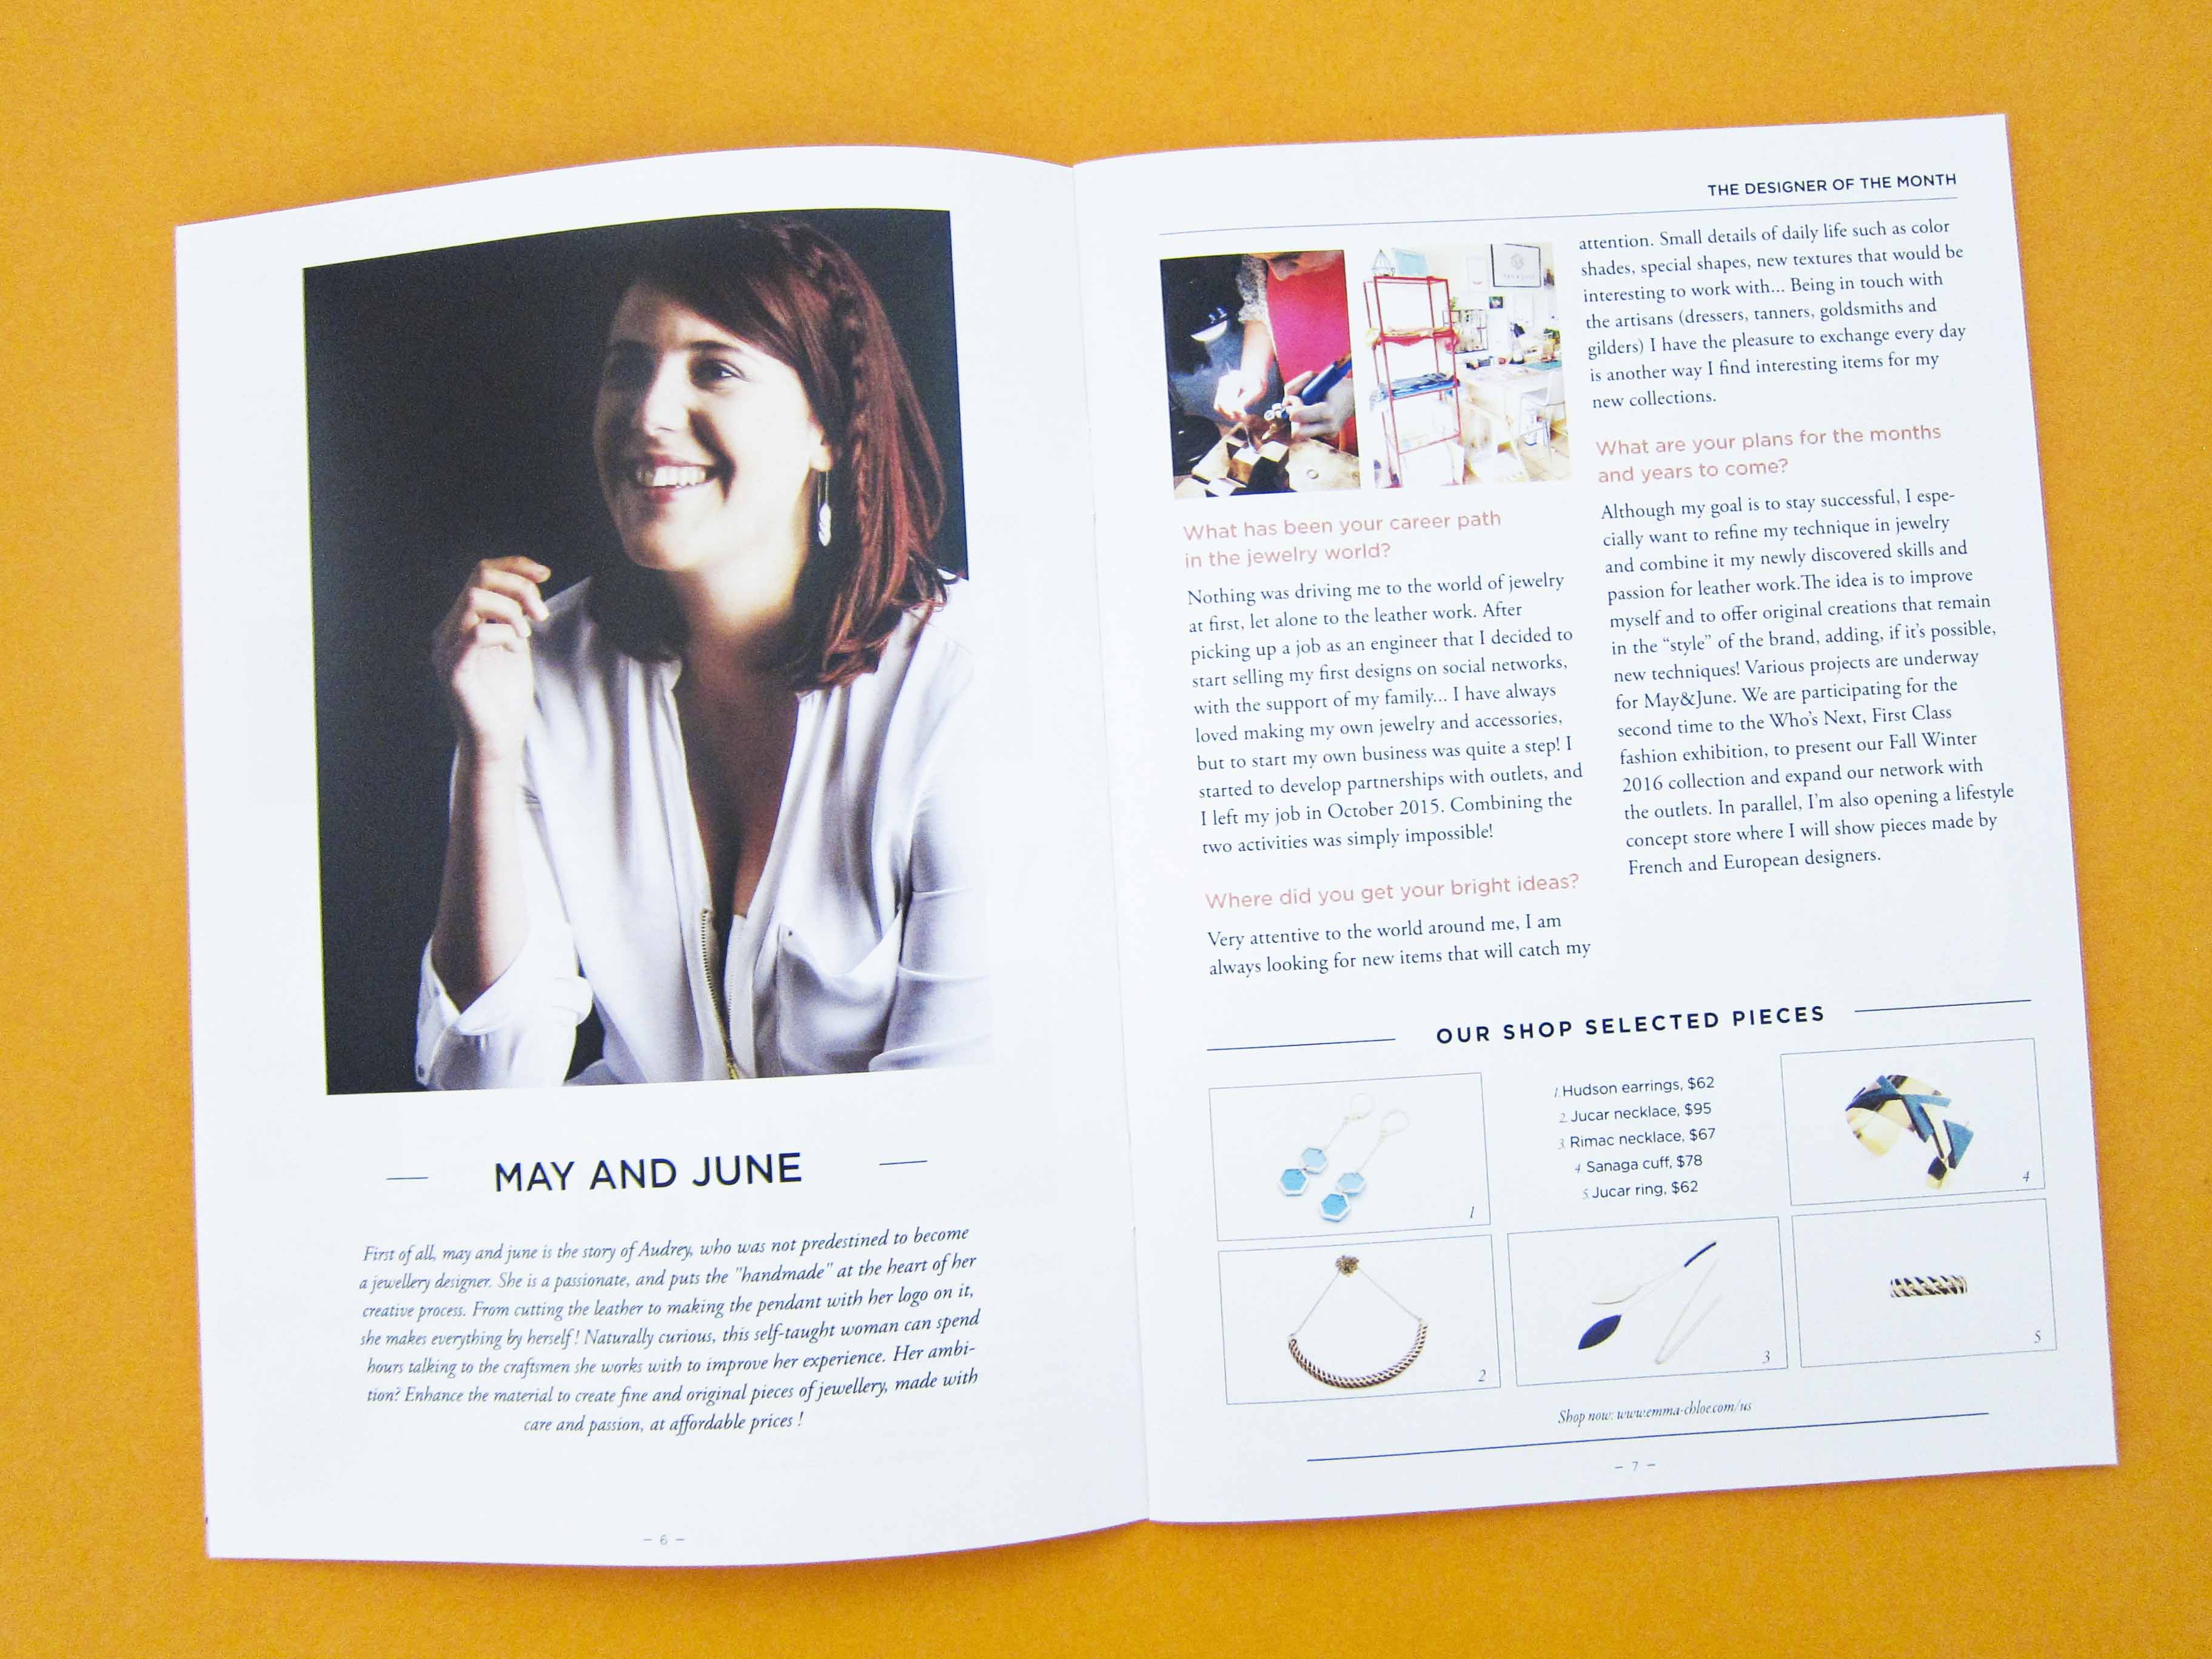 MAY AND JUNE
First of all, may and june is the story of Audrey, who was not predestined to become
a jewellery designer. She is a passionate, and puts the "handmade" at the heart of her
creative process. From cutting the leather to making the pendant with her logo on it,
she makes everything by herself! Naturally curious, this self-taught woman can spend
hours talking to the craftsmen she works with to improve her experience. Her ambi-
tion? Enhance the material to create fine and original pieces of jewellery, made with
care and passion, at affordable prices !
– 6 –
THE DESIGNER OF THE MONTH
What has been your career path
in the jewelry world?
Nothing was driving me to the world of jewelry
at first, let alone to the leather work. After
picking up a job as an engineer that I decided to
start selling my first designs on social networks,
with the support of my family... I have always
loved making my own jewelry and accessories,
but to start my own business was quite a step! I
started to develop partnerships with outlets, and
I left my job in October 2015. Combining the
two activities was simply impossible!
Where did you get your bright ideas?
Very attentive to the world around me, I am
always looking for new items that will catch my
attention. Small details of daily life such as color
shades, special shapes, new textures that would be
interesting to work with... Being in touch with
the artisans (dressers, tanners, goldsmiths and
gilders) I have the pleasure to exchange every day
is another way I find interesting items for my
new collections.
What are your plans for the months
and years to come?
Although my goal is to stay successful, I espe-
cially want to refine my technique in jewelry
and combine it my newly discovered skills and
passion for leather work.The idea is to improve
myself and to offer original creations that remain
in the “style” of the brand, adding, if it’s possible,
new techniques! Various projects are underway
for May&June. We are participating for the
second time to the Who’s Next, First Class
fashion exhibition, to present our Fall Winter
2016 collection and expand our network with
the outlets. In parallel, I’m also opening a lifestyle
concept store where I will show pieces made by
French and European designers.
OUR SHOP SELECTED PIECES
1 Hudson earrings, $62
2 Jucar necklace, $95
3 Rimac necklace, $67
4 Sanaga cuff, $78
5 Jucar ring, $62
1
4
2
3
5
Shop now: www.emma-chloe.com/us
– 7 –